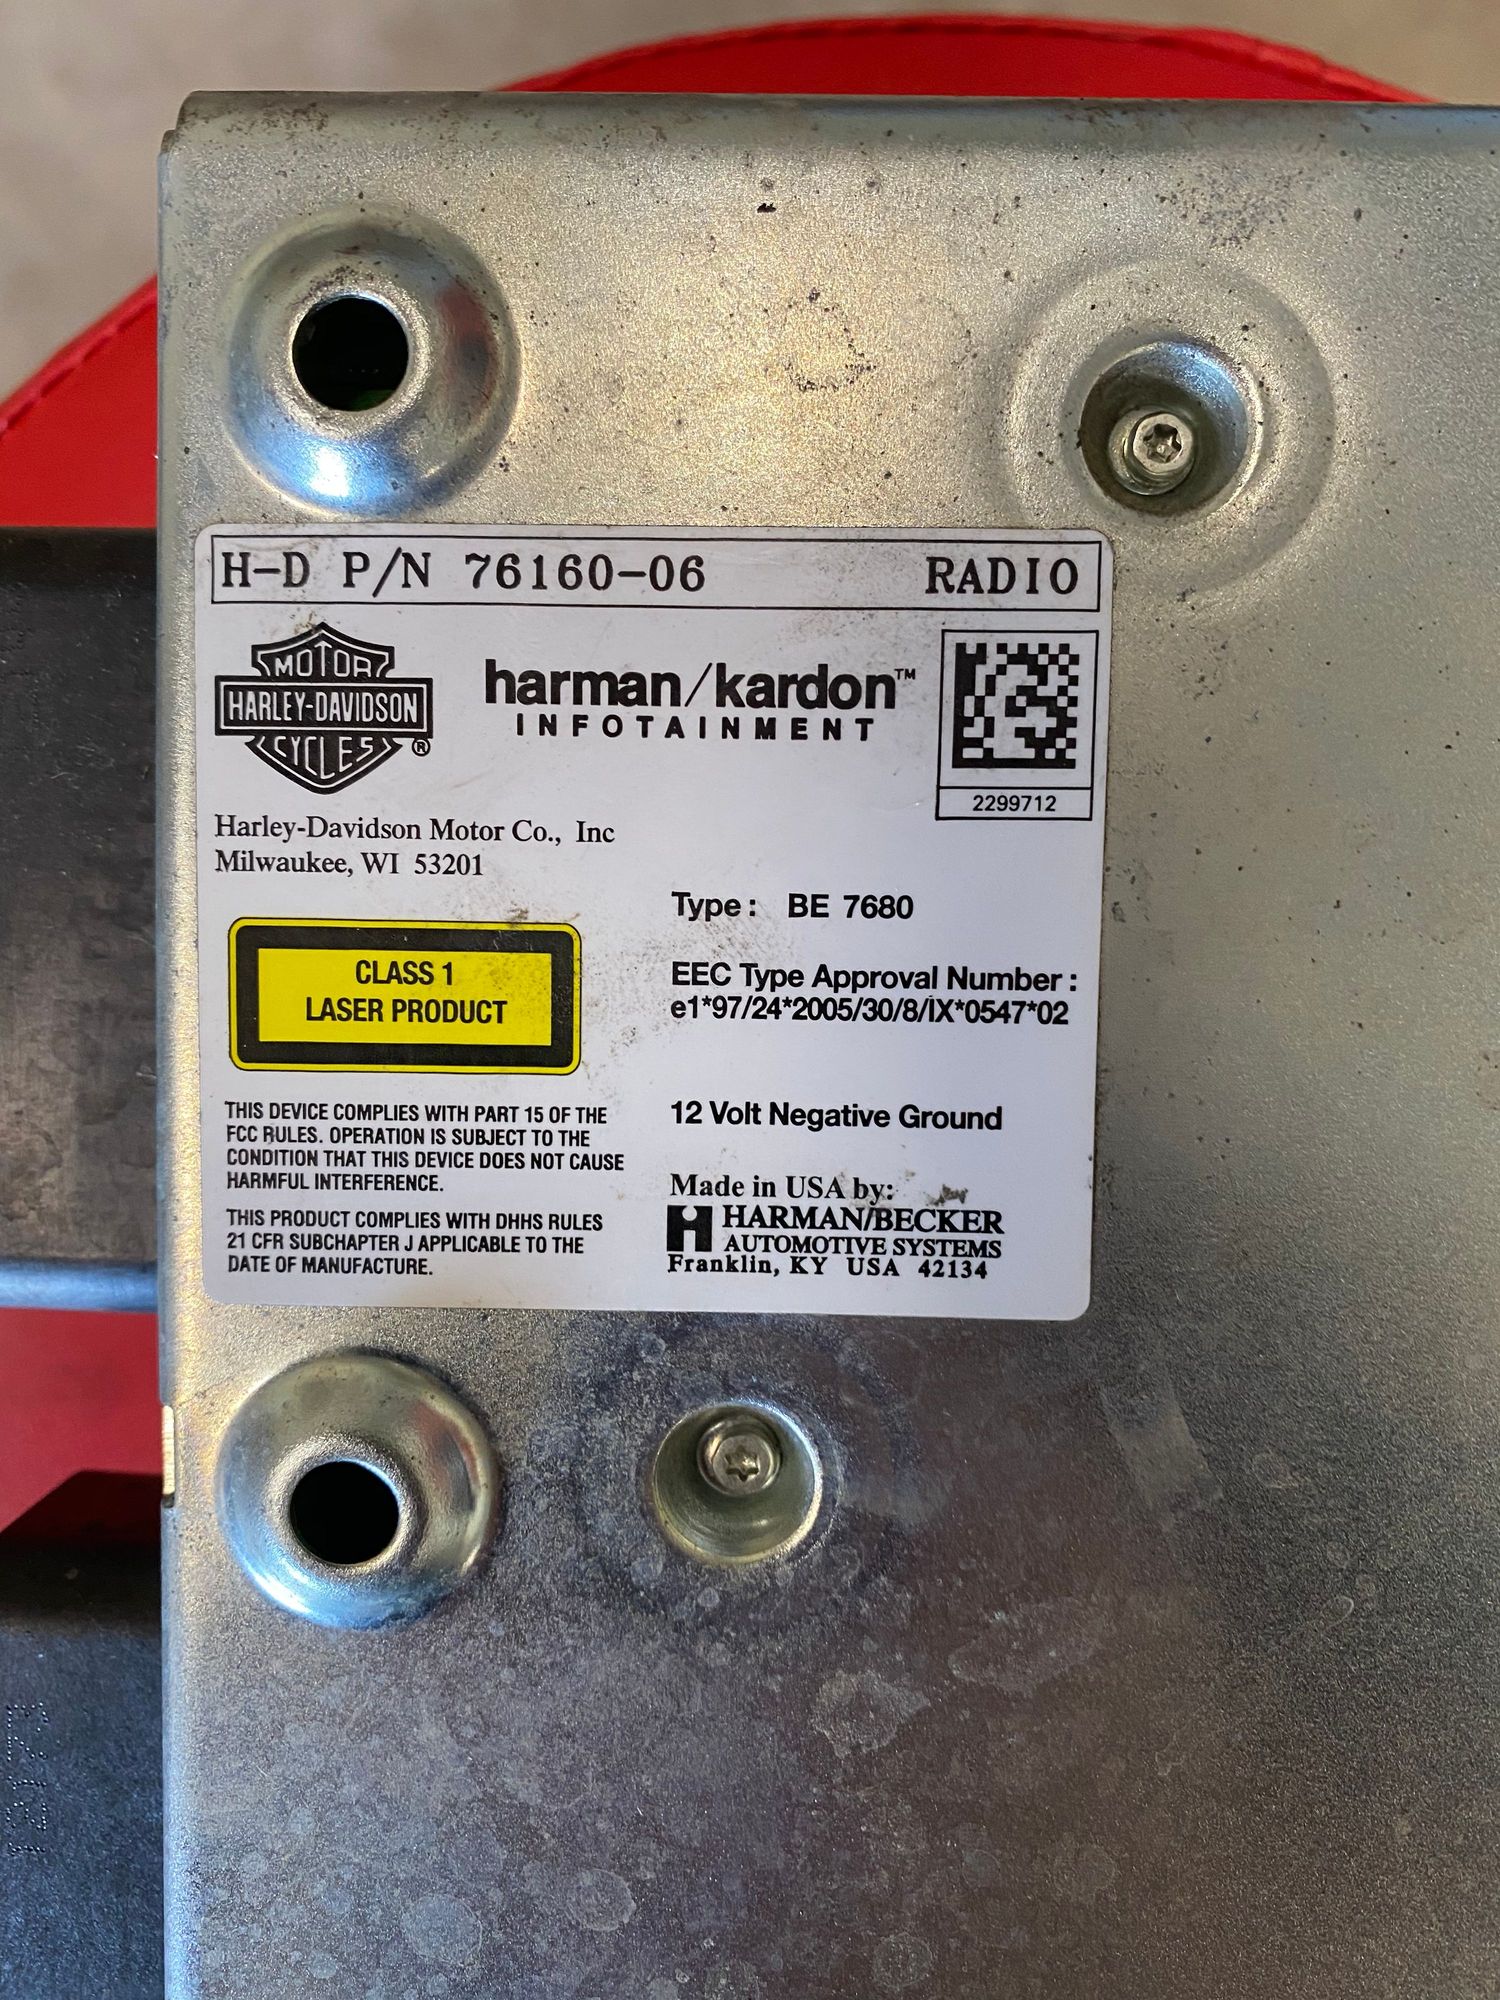 H-D P/N 76160-06 RADIO
MOTOR
HARLEY-DAVIDSON
CYCLES ®
harman/kardon™
INFOTAINMENT
2299712
Harley-Davidson Motor Co., Inc
Milwaukee, WI 53201
CLASS 1
LASER PRODUCT
Type: BE 7680
EEC Type Approval Number:
e1*97/24*2005/30/8/IX*0547*02
12 Volt Negative Ground
THIS DEVICE COMPLIES WITH PART 15 OF THE
FCC RULES. OPERATION IS SUBJECT TO THE
CONDITION THAT THIS DEVICE DOES NOT CAUSE
HARMFUL INTERFERENCE.
THIS PRODUCT COMPLIES WITH DHHS RULES
21 CFR SUBCHAPTER J APPLICABLE TO THE
DATE OF MANUFACTURE.
Made in USA by:
HARMAN/BECKER
AUTOMOTIVE SYSTEMS
Franklin, KY USA 42134